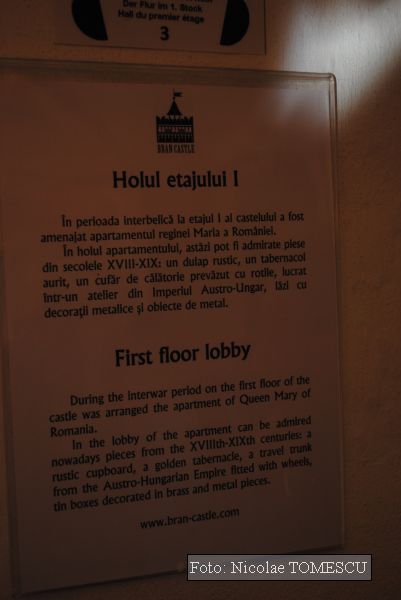 Der Flur im 1. Stock
Hall du premier étage
3
BRAN CASTLE
Holul etajului I
În perioada interbelică la etajul I al castelului a fost
amenajat apartamentul reginei Maria a României.
În holul apartamentului, astăzi pot fi admirate piese
din secolele XVIII-XIX: un dulap rustic, un tabernacol
aurit, un cufăr de călătorie prevăzut cu rotile, lucrat
într-un atelier din Imperiul Austro-Ungar, lăzi cu
decorații metalice și obiecte de metal.
First floor lobby
During the interwar period on the first floor of the
castle was arranged the apartment of Queen Mary of
Romania.
In the lobby of the apartment can be admired
nowadays pieces from the XVIIIth-XIXth centuries: a
rustic cupboard, a golden tabernacle, a travel trunk
from the Austro-Hungarian Empire fitted with wheels,
tin boxes decorated in brass and metal pieces.
www.bran-castle.com
Foto: Nicolae TOMESCU